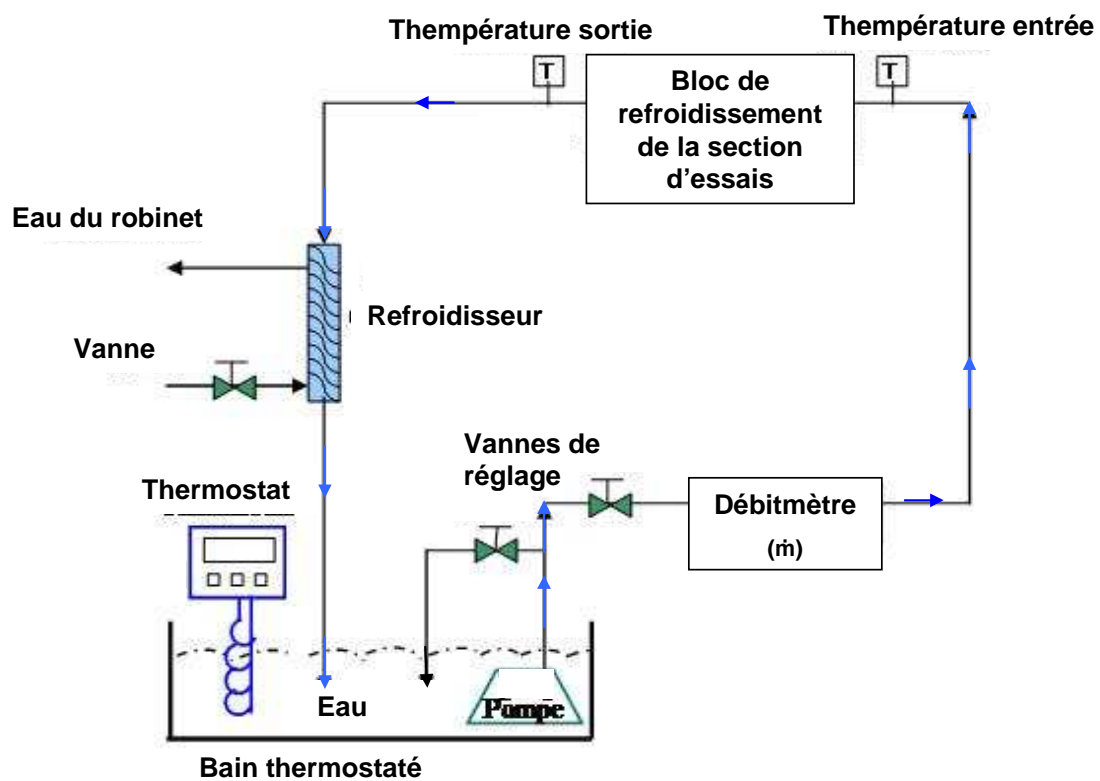 Thempérature sortie
Thempérature entrée
T
T
Bloc de
refroidissement
de la section
d'essais
Eau du robinet
Refroidisseur
Vanne
Vannes de
réglage
Thermostat
Débitmètre
(ṁ)
Eau
Pompe
Bain thermostaté